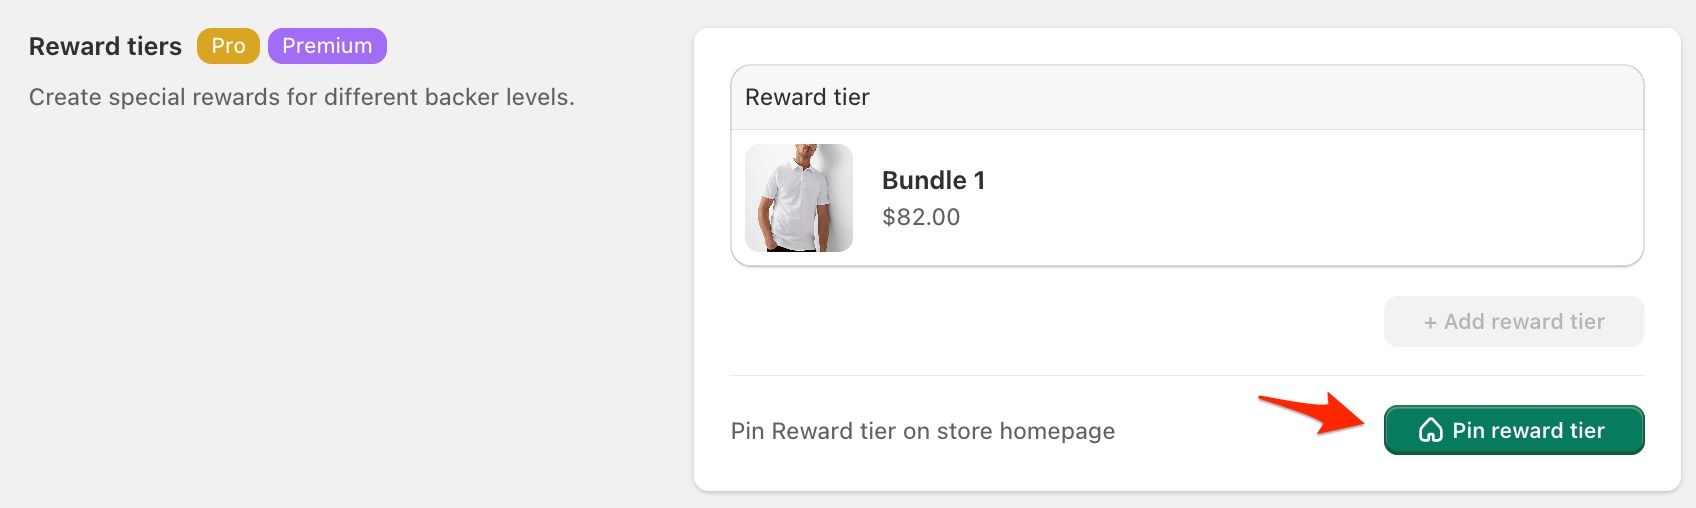 Reward tiers Pro Premium
Create special rewards for different backer levels.
Reward tier
Bundle 1
$82.00
+ Add reward tier
Pin Reward tier on store homepage
Pin reward tier